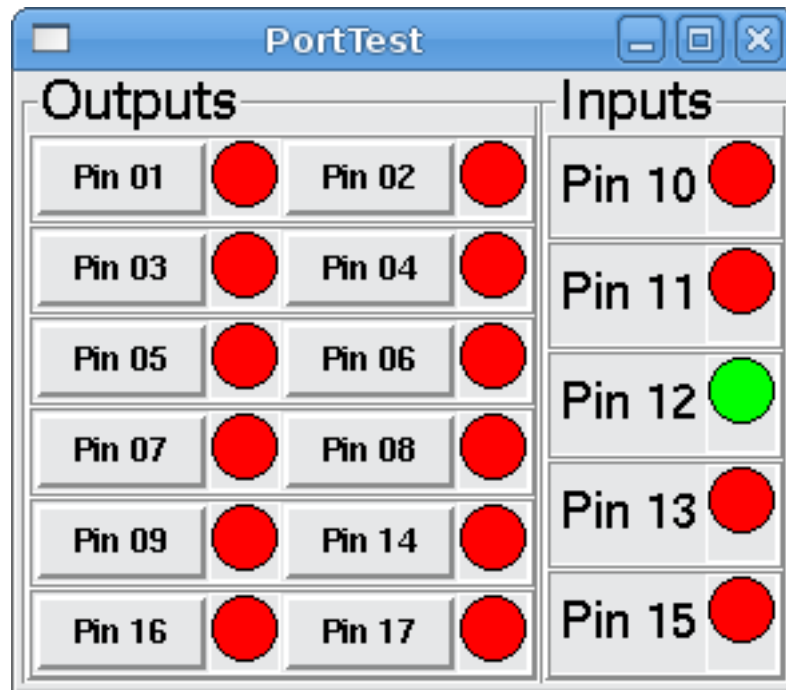 PortTest
Outputs
Pin 01 Pin 02
Pin 03 Pin 04
Pin 05 Pin 06
Pin 07 Pin 08
Pin 09 Pin 14
Pin 16 Pin 17
Inputs
Pin 10
Pin 11
Pin 12
Pin 13
Pin 15